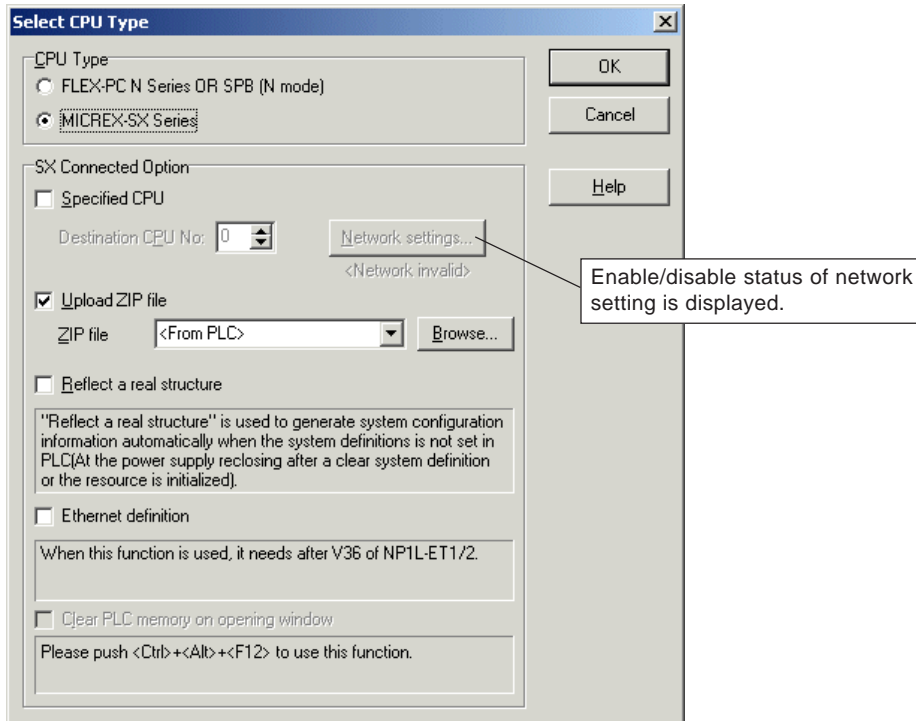 Select CPU Type
CPU Type
FLEX-PC N Series OR SPB (N mode)
MICREX-SX Series
OK
Cancel
Help
SX Connected Option
Specified CPU
Destination CPU No:
0
Network settings...
<Network invalid>
Enable/disable status of network
setting is displayed.
Upload ZIP file
ZIP file
<From PLC>
Browse...
Reflect a real structure
"Reflect a real structure" is used to generate system configuration
information automatically when the system definitions is not set in
PLC(At the power supply reclosing after a clear system definition
or the resource is initialized).
Ethernet definition
When this function is used, it needs after V36 of NP1L-ET1/2.
Clear PLC memory on opening window
Please push <Ctrl>+<Alt>+<F12> to use this function.